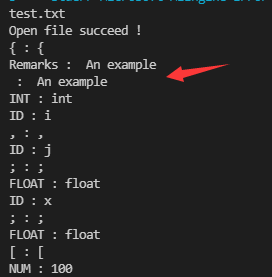 test.txt
Open file succeed !
{ : {
Remarks :  An example
 :  An example
INT : int
ID : i
, : ,
ID : j
; : ;
FLOAT : float
ID : x
; : ;
FLOAT : float
[ : [
NUM : 100